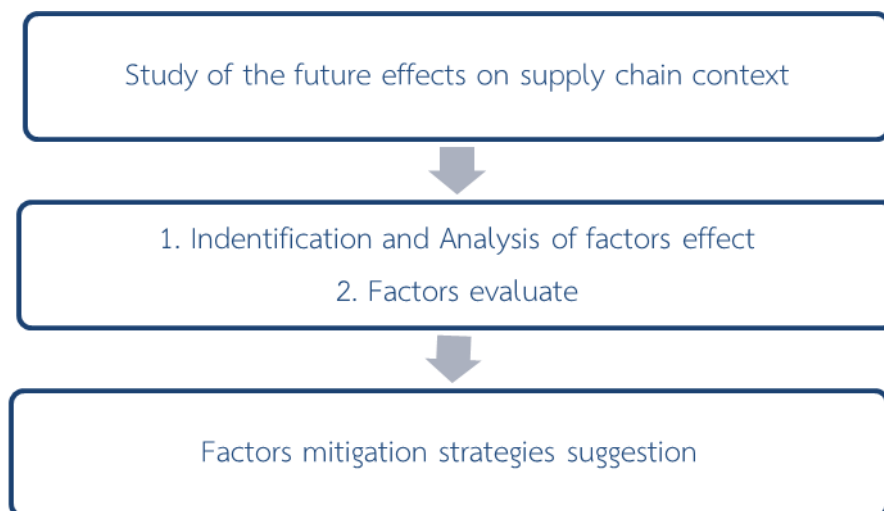 Study of the future effects on supply chain context
1. Indentification and Analysis of factors effect
2. Factors evaluate
Factors mitigation strategies suggestion